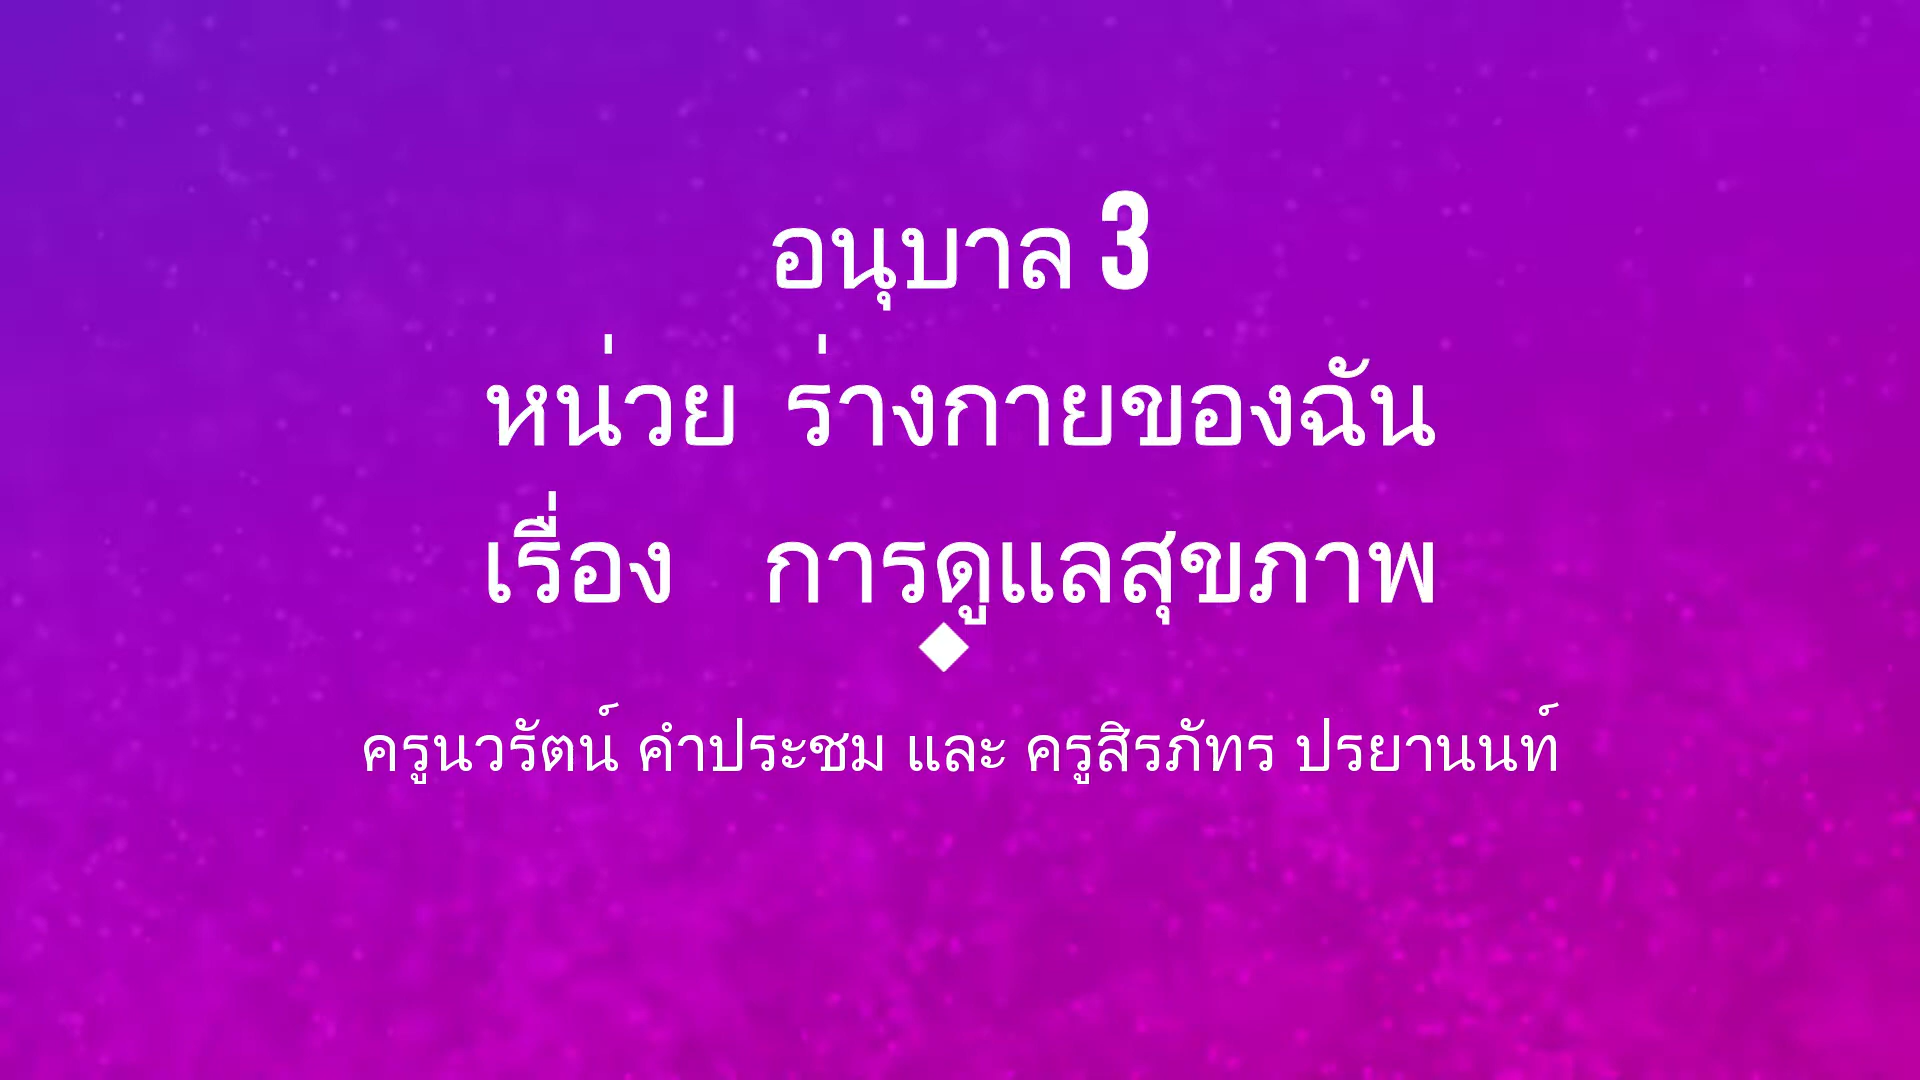 อนุบาล 3
หน่วย ร่างกายของฉัน
เรื่อง การดูแลสุขภาพ
ครูนวรัตน์ คำประชม และ ครูสิรภัทร ปรยานนท์